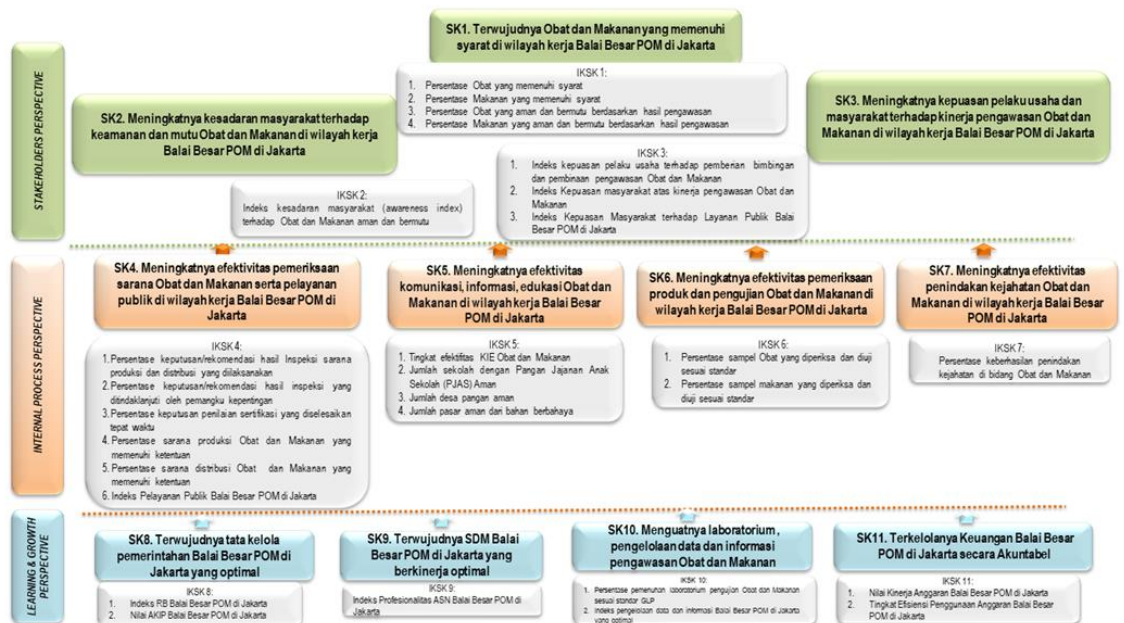 STAKEHOLDERS PERSPECTIVE
SK1. Terwujudnya Obat dan Makanan yang memenuhi
syarat di wilayah kerja Balai Besar POM di Jakarta
IKSK 1:
1. Persentase Obat yang memenuhi syarat
2. Persentase Makanan yang memenuhi syarat
3. Persentase Obat yang aman dan bermutu berdasarkan hasil pengawasan
4. Persentase Makanan yang aman dan bermutu berdasarkan hasil pengawasan
SK2. Meningkatnya kesadaran masyarakat terhadap
keamanan dan mutu Obat dan Makanan di wilayah kerja
Balai Besar POM di Jakarta
IKSK 2:
Indeks kesadaran masyarakat (awareness index)
terhadap Obat dan Makanan aman dan bermutu
SK3. Meningkatnya kepuasan pelaku usaha dan
masyarakat terhadap kinerja pengawasan Obat dan
Makanan di wilayah kerja Balai Besar POM di Jakarta
IKSK 3:
1. Indeks kepuasan pelaku usaha terhadap pemberian bimbingan
dan pembinaan pengawasan Obat dan Makanan
2. Indeks Kepuasan masyarakat atas kinerja pengawasan Obat dan
Makanan
3. Indeks Kepuasan Masyarakat terhadap Layanan Publik Balai
Besar POM di Jakarta
INTERNAL PROCESS PERSPECTIVE
SK4. Meningkatnya efektivitas pemeriksaan
sarana Obat dan Makanan serta pelayanan
publik di wilayah kerja Balai Besar POM di
Jakarta
IKSK 4:
1. Persentase keputusan/rekomendasi hasil Inspeksi sarana
produksi dan distribusi yang dilaksanakan
2. Persentase keputusan/rekomendasi hasil inspeksi yang
ditindaklanjuti oleh pemangku kepentingan
3. Persentase keputusan penilaian sertifikasi yang diselesaikan
tepat waktu
4. Persentase sarana produksi Obat dan Makanan yang
memenuhi ketentuan
5. Persentase sarana distribusi Obat dan Makanan yang
memenuhi ketentuan
6. Indeks Pelayanan Publik Balai Besar POM di Jakarta
SK5. Meningkatnya efektivitas
komunikasi, informasi, edukasi Obat dan
Makanan di wilayah kerja Balai Besar
POM di Jakarta
IKSK 5:
1. Tingkat efektifitas KIE Obat dan Makanan
2. Jumlah sekolah dengan Pangan Jajanan Anak
Sekolah (PJAS) Aman
3. Jumlah desa pangan aman
4. Jumlah pasar aman dari bahan berbahaya
SK6. Meningkatnya efektivitas pemeriksaan
produk dan pengujian Obat dan Makanan di
wilayah kerja Balai Besar POM di Jakarta
IKSK 6:
1. Persentase sampel Obat yang diperiksa dan diuji
sesuai standar
2. Persentase sampel makanan yang diperiksa dan
diuji sesuai standar
SK7. Meningkatnya efektivitas
penindakan kejahatan Obat dan
Makanan di wilayah kerja Balai Besar
POM di Jakarta
IKSK 7:
Persentase keberhasilan penindakan
kejahatan di bidang Obat dan Makanan
LEARNING & GROWTH
PERSPECTIVE
SK8. Terwujudnya tata kelola
pemerintahan Balai Besar POM di
Jakarta yang optimal
IKSK 8:
1. Indeks RB Balai Besar POM di Jakarta
2. Nilai AKIP Balai Besar POM di Jakarta
SK9. Terwujudnya SDM Balai
Besar POM di Jakarta yang
berkinerja optimal
IKSK 9:
Indeks Profesionalitas ASN Balai Besar POM di
Jakarta
SK10. Menguatnya laboratorium,
pengelolaan data dan informasi
pengawasan Obat dan Makanan
IKSK 10:
1. Persentase pemenuhan laboratorium pengujian Obat dan Makanan
sesuai standar GLP
2. Indeks pengelolaan data dan informasi Balai Besar POM di Jakarta
yang optimal
SK11. Terkelolanya Keuangan Balai Besar
POM di Jakarta secara Akuntabel
IKSK 11:
1. Nilai Kinerja Anggaran Balai Besar POM di Jakarta
2. Tingkat Efisiensi Penggunaan Anggaran Balai Besar
POM di Jakarta